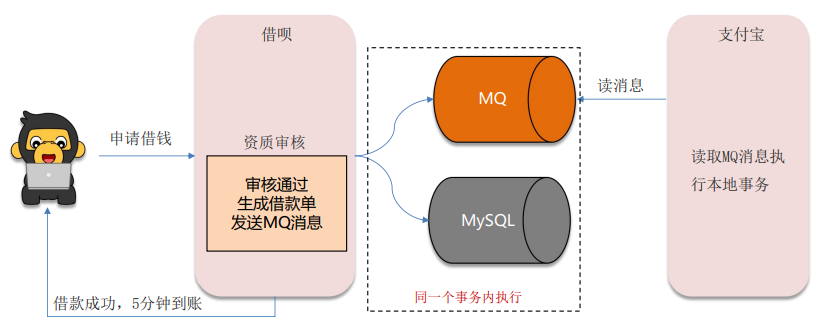 借呗
支付宝
MQ
读消息
申请借钱
资质审核
读取MQ消息执
行本地事务
审核通过
生成借款单
发送MQ消息
MySQL
同一个事务内执行
借款成功，5分钟到账